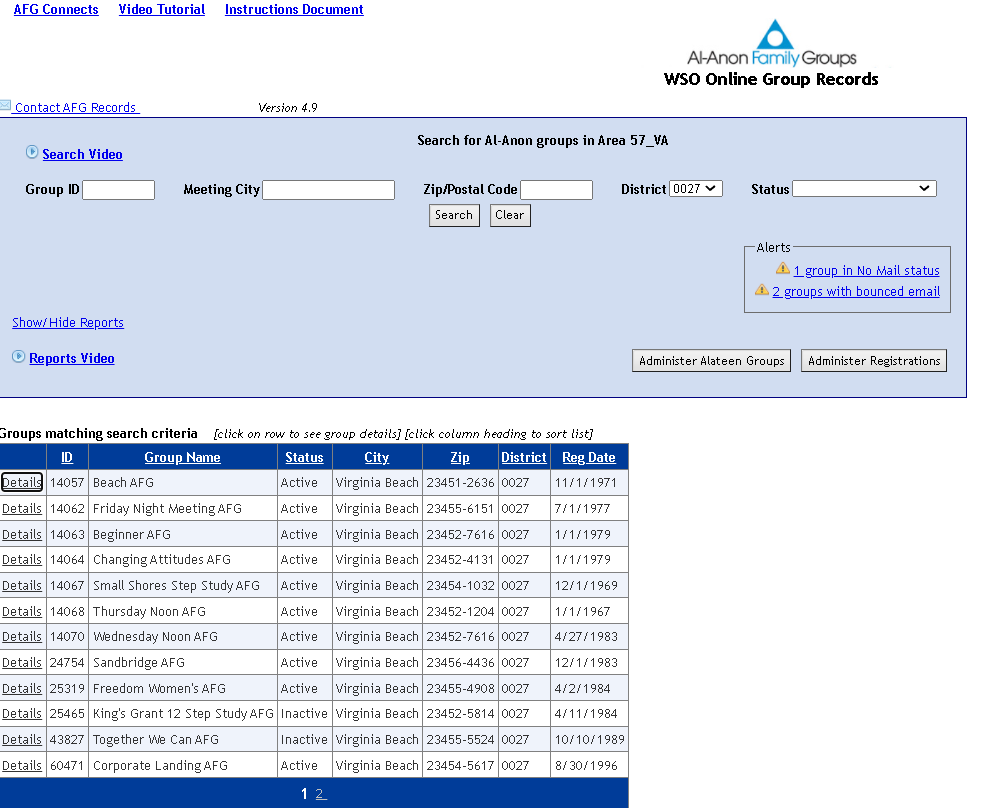 AFG Connects Video Tutorial Instructions Document
Al-Anon Family Groups
WSO Online Group Records
Contact AFG Records Version 4.9
Search for Al-Anon groups in Area 57_VA
Search Video
Group ID Meeting City Zip/Postal Code District 0027 Status
Search Clear
Alerts
1 group in No Mail status
2 groups with bounced email
Show/Hide Reports
Reports Video Administer Alateen Groups Administer Registrations
Groups matching search criteria [click on row to see group details] [click column heading to sort list]
ID Group Name Status City Zip District Reg Date
Details 14057 Beach AFG Active Virginia Beach 23451-2636 0027 11/1/1971
Details 14062 Friday Night Meeting AFG Active Virginia Beach 23455-6151 0027 7/1/1977
Details 14063 Beginner AFG Active Virginia Beach 23452-7616 0027 1/1/1979
Details 14064 Changing Attitudes AFG Active Virginia Beach 23452-4131 0027 1/1/1979
Details 14067 Small Shores Step Study AFG Active Virginia Beach 23454-1032 0027 12/1/1969
Details 14068 Thursday Noon AFG Active Virginia Beach 23452-1204 0027 1/1/1967
Details 14070 Wednesday Noon AFG Active Virginia Beach 23452-7616 0027 4/27/1983
Details 24754 Sandbridge AFG Active Virginia Beach 23456-4436 0027 12/1/1983
Details 25319 Freedom Women's AFG Active Virginia Beach 23455-4908 0027 4/2/1984
Details 25465 King's Grant 12 Step Study AFG Inactive Virginia Beach 23452-5814 0027 4/11/1984
Details 43827 Together We Can AFG Inactive Virginia Beach 23455-5524 0027 10/10/1989
Details 60471 Corporate Landing AFG Active Virginia Beach 23454-5617 0027 8/30/1996
1 2